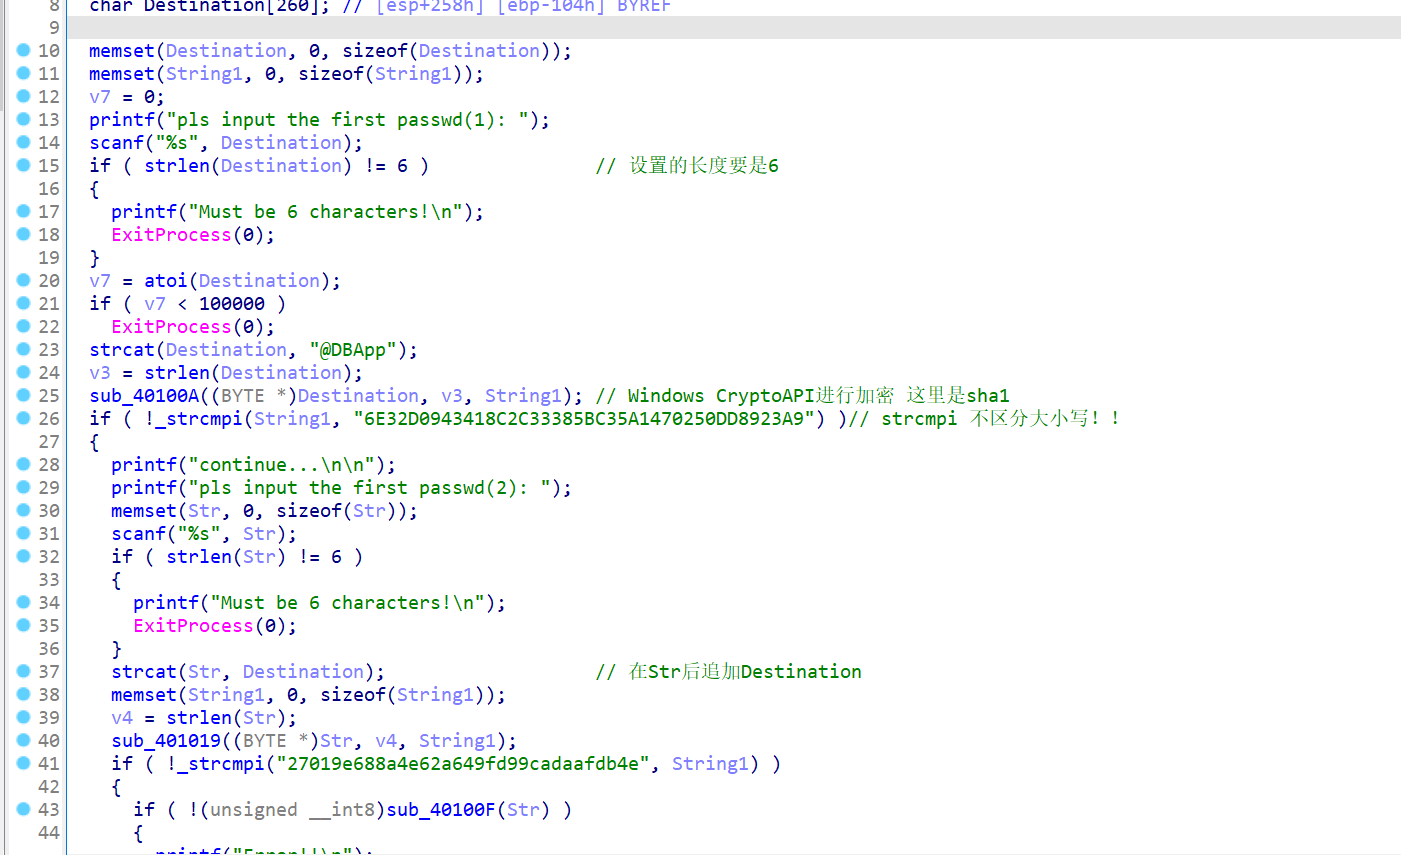 8 char Destination[260]; // [esp+258h] [ebp-104h] BYREF
9
10 memset(Destination, 0, sizeof(Destination));
11 memset(String1, 0, sizeof(String1));
12 v7 = 0;
13 printf("pls input the first passwd(1): ");
14 scanf("%s", Destination);
15 if ( strlen(Destination) != 6 ) // 设置的长度要是6
16 {
17 printf("Must be 6 characters!\n");
18 ExitProcess(0);
19 }
20 v7 = atoi(Destination);
21 if ( v7 < 100000 )
22 ExitProcess(0);
23 strcat(Destination, "@DBApp");
24 v3 = strlen(Destination);
25 sub_40100A((BYTE *)Destination, v3, String1); // Windows CryptoAPI进行加密 这里是sha1
26 if ( !_strcmpi(String1, "6E32D0943418C2C33385BC35A1470250DD8923A9") )// strcmpi 不区分大小写!!
27 {
28 printf("continue...\n\n");
29 printf("pls input the first passwd(2): ");
30 memset(Str, 0, sizeof(Str));
31 scanf("%s", Str);
32 if ( strlen(Str) != 6 )
33 {
34 printf("Must be 6 characters!\n");
35 ExitProcess(0);
36 }
37 strcat(Str, Destination); // 在Str后追加Destination
38 memset(String1, 0, sizeof(String1));
39 v4 = strlen(Str);
40 sub_401019((BYTE *)Str, v4, String1);
41 if ( !_strcmpi("27019e688a4e62a649fd99cadaafdb4e", String1) )
42 {
43 if ( !(unsigned __int8)sub_40100F(Str) )
44 {
printf("Error!!\n");